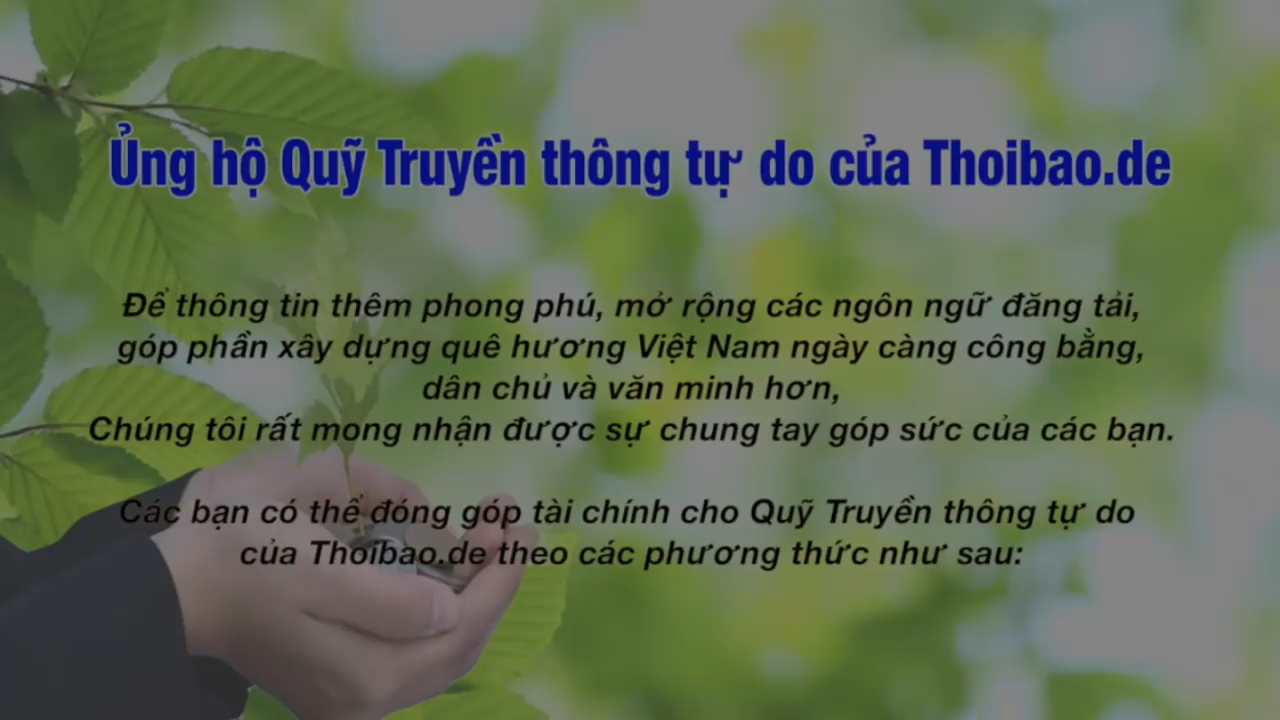 Ủng hộ Quỹ Truyền thông tự do của Thoibao.de
Để thông tin thêm phong phú, mở rộng các ngôn ngữ đăng tải,
góp phần xây dựng quê hương Việt Nam ngày càng công bằng,
dân chủ và văn minh hơn,
Chúng tôi rất mong nhận được sự chung tay góp sức của các bạn.
Các bạn có thể đóng góp tài chính cho Quỹ Truyền thông tự do
của Thoibao.de theo các phương thức như sau: